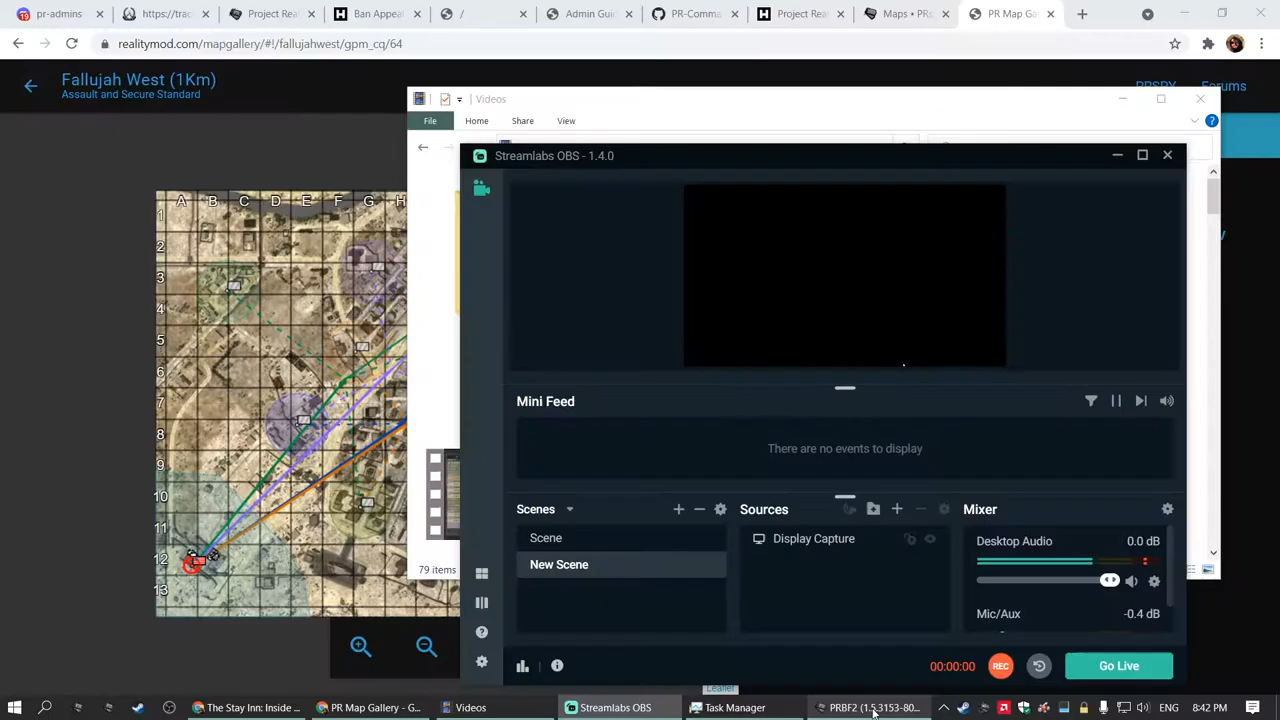 19 pr-admins
https://trac
Project Rea
Ban Appea
/
Admin Guid
PR-Comma
Project Rea
Maps • PRs
PR Map Gal
realitymod.com/mapgallery/#!/fallujahwest/gpm_cq/64
Fallujah West (1Km)
Assault and Secure Standard
PRSPY Forums
Videos
File Home Share View
Streamlabs OBS - 1.4.0
A B C D E F G H
1
2
3
4
5
6
7
8
9
10
11
12
13
Mini Feed
There are no events to display
Scenes
Scene
New Scene
Sources
Display Capture
Mixer
Desktop Audio 0.0 dB
Mic/Aux -0.4 dB
79 items
00:00:00 REC Go Live
Leaflet
The Stay Inn: Inside ...
PR Map Gallery - G...
Videos
Streamlabs OBS
Task Manager
PRBF2 (1.5.3153-80...
8:42 PM